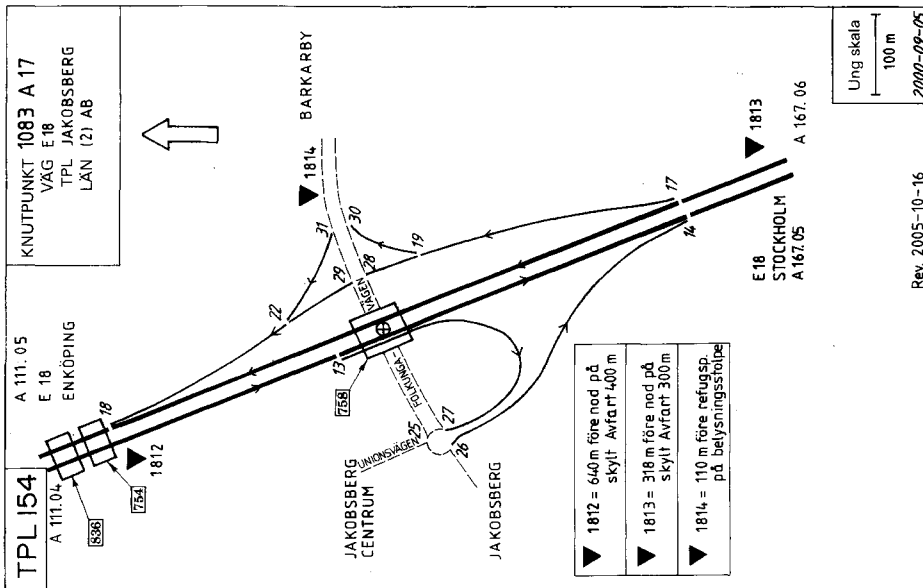 TPL 154
KNUTPUNKT 1083 A 17
VÄG E18
TPL JAKOBSBERG
LÄN (2) AB
A 111.05
E 18
ENKÖPING
A 111.04
836
754
18
1812
22
31
1814
BARKARBY
30
29
28
19
13
758
VÄGEN
FOLKUNGA-
UNIONSVÄGEN
25
27
26
JAKOBSBERG
CENTRUM
JAKOBSBERG
17
14
1813
A 167.06
E 18
STOCKHOLM
A 167.05
1812 = 640 m före nod på
skylt Avfart 400 m
1813 = 318 m före nod på
skylt Avfart 300 m
1814 = 110 m före refugsp.
på belysningsstolpe
Ung skala
100 m
Rev. 2005-10-16
2000-09-05